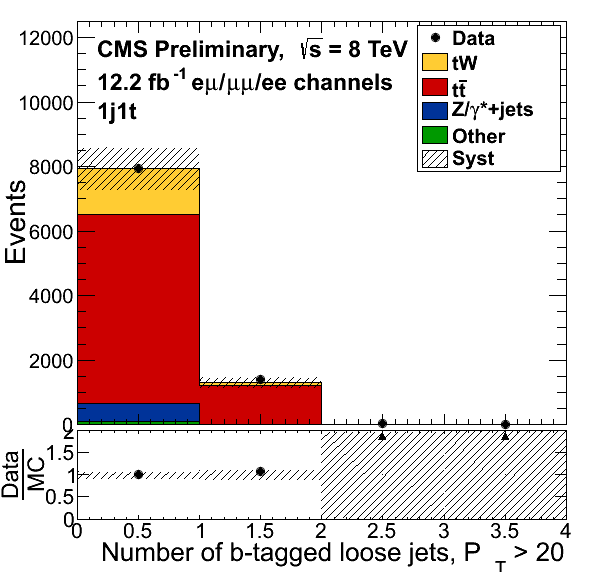 12000
10000
8000
6000
4000
2000
0
Events
CMS Preliminary, √s = 8 TeV
12.2 fb⁻¹ eμ/μμ/ee channels
1j1t
Data
tW
tt̄
Z/γ*+jets
Other
Syst
2
1.5
1
0.5
0
Data
MC
0 0.5 1 1.5 2 2.5 3 3.5 4
Number of b-tagged loose jets, P_T > 20